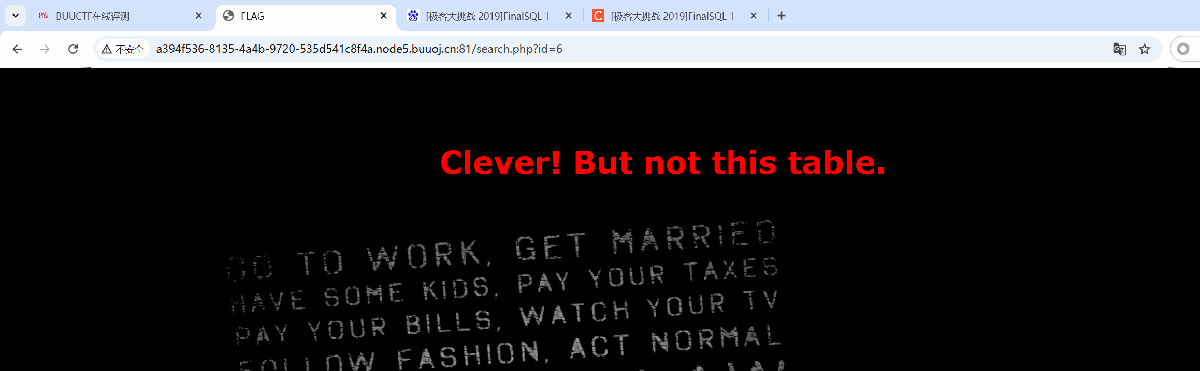 BUUCTF在线评测
FLAG
[极客大挑战 2019]FinalSQL 1
[极客大挑战 2019]FinalSQL 1
不安全
a394f536-8135-4a4b-9720-535d541c8f4a.node5.buuoj.cn:81/search.php?id=6
Clever! But not this table.
GO TO WORK, GET MARRIED
HAVE SOME KIDS, PAY YOUR TAXES
PAY YOUR BILLS, WATCH YOUR TV
FOLLOW FASHION, ACT NORMAL